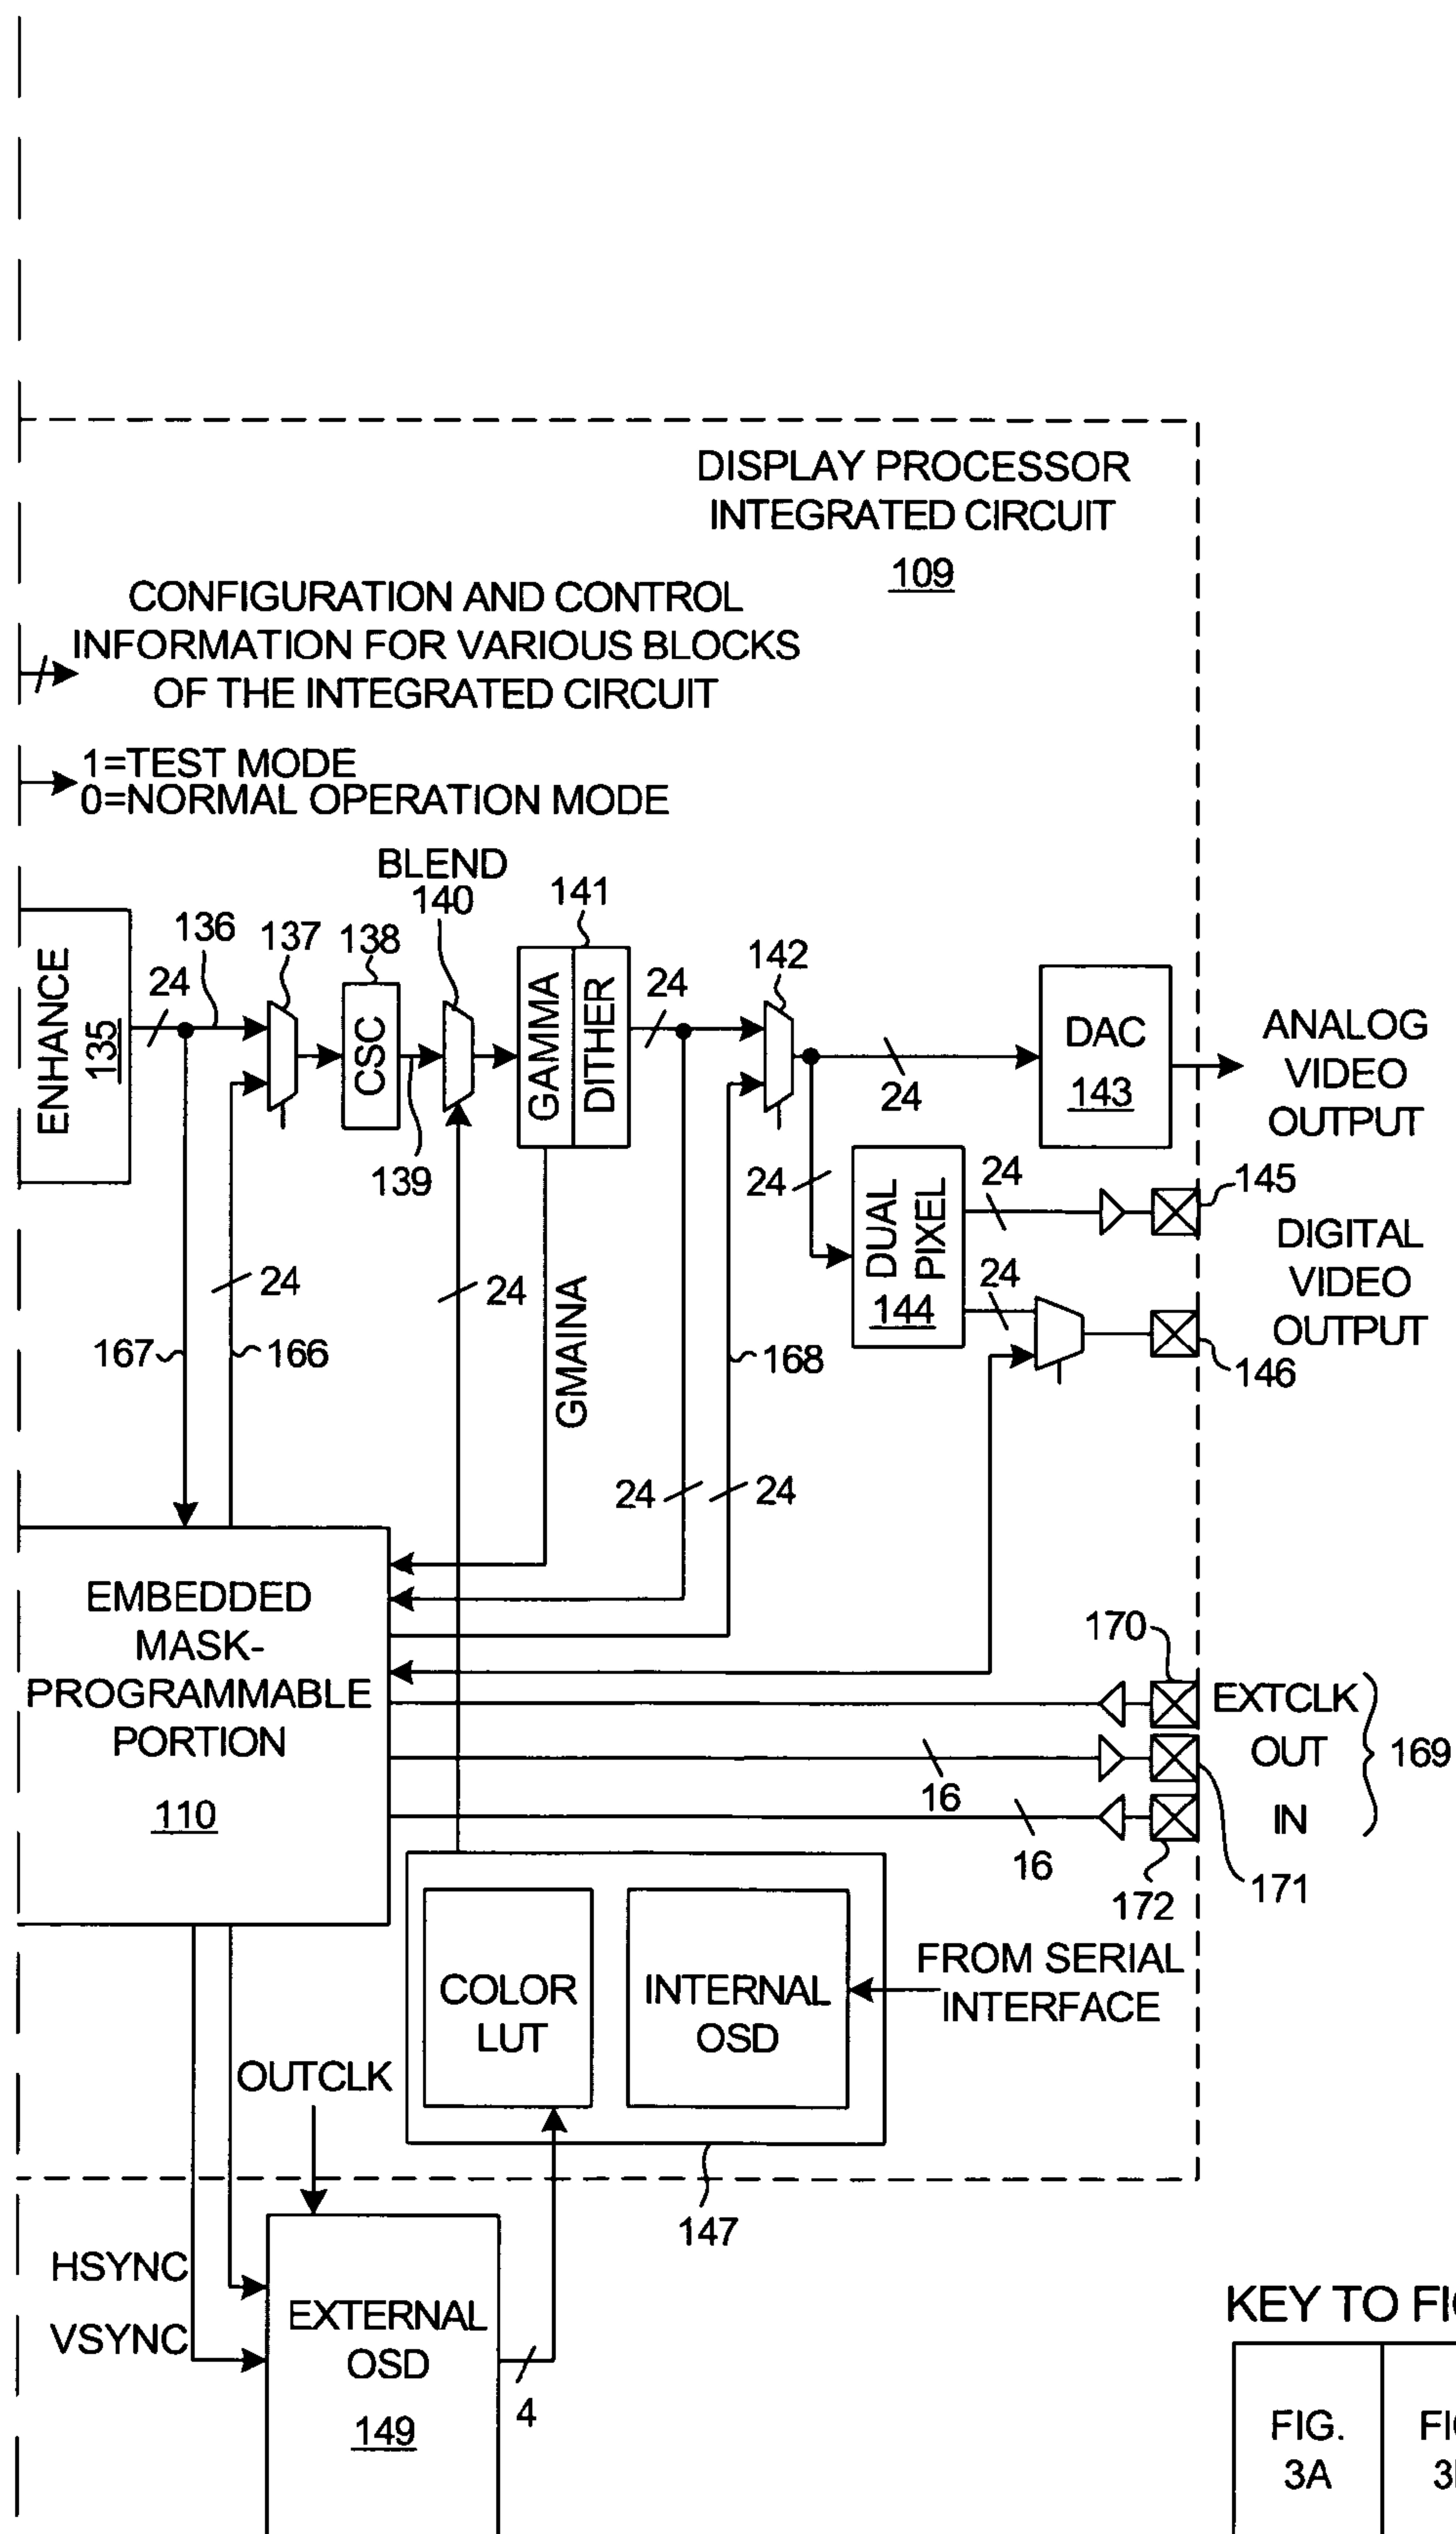 DISPLAY PROCESSOR
INTEGRATED CIRCUIT
109
CONFIGURATION AND CONTROL
INFORMATION FOR VARIOUS BLOCKS
OF THE INTEGRATED CIRCUIT
1=TEST MODE
0=NORMAL OPERATION MODE
BLEND
140
141
136
137
138
142
24
24
ENHANCE
135
CSC
GAMMA
DITHER
DAC
143
ANALOG
VIDEO
OUTPUT
24
139
24
24
145
DUAL
PIXEL
144
DIGITAL
VIDEO
OUTPUT
24
24
24
GMAINA
167
166
168
146
24
24
EMBEDDED
MASK-
PROGRAMMABLE
PORTION
110
170
EXTCLK
OUT
IN
169
16
16
171
172
COLOR
LUT
INTERNAL
OSD
FROM SERIAL
INTERFACE
OUTCLK
147
HSYNC
VSYNC
EXTERNAL
OSD
149
4
KEY TO FI
FIG.
3A
FI
3